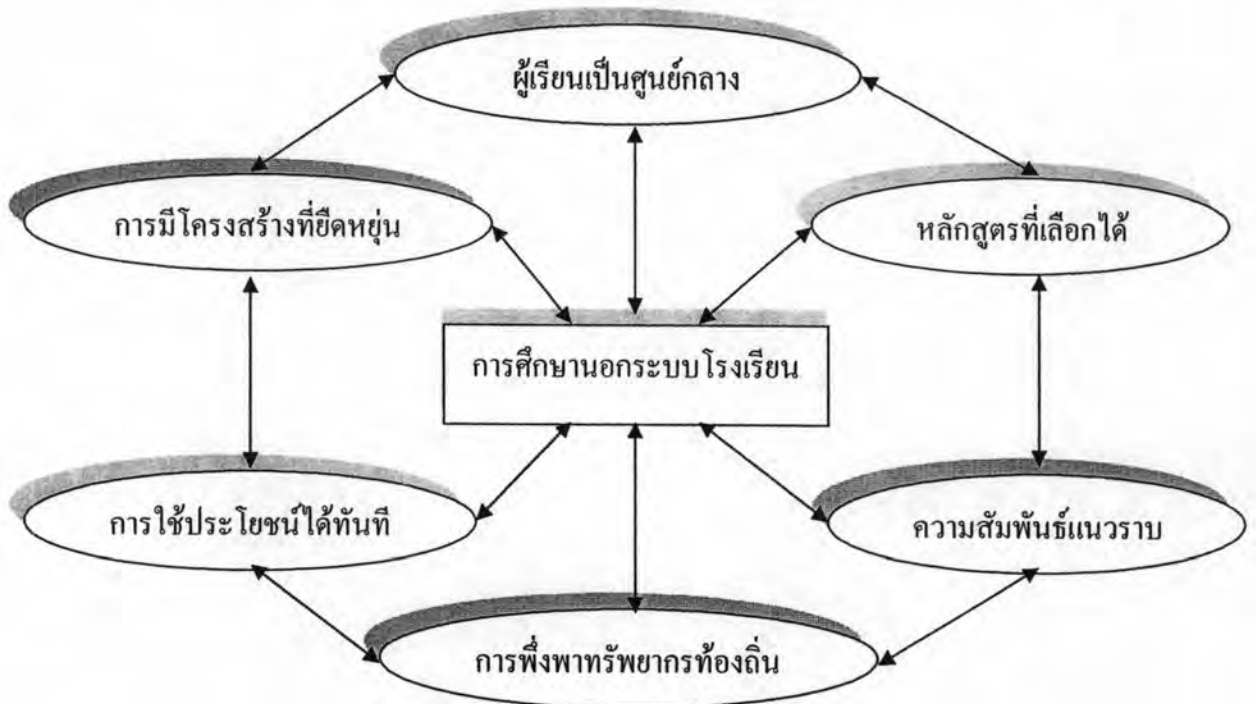 ผู้เรียนเป็นศูนย์กลาง
การมีโครงสร้างที่ยืดหยุ่น
หลักสูตรที่เลือกได้
การศึกษานอกระบบโรงเรียน
การใช้ประโยชน์ได้ทันที
ความสัมพันธ์แนวราบ
การพึ่งพาทรัพยากรท้องถิ่น